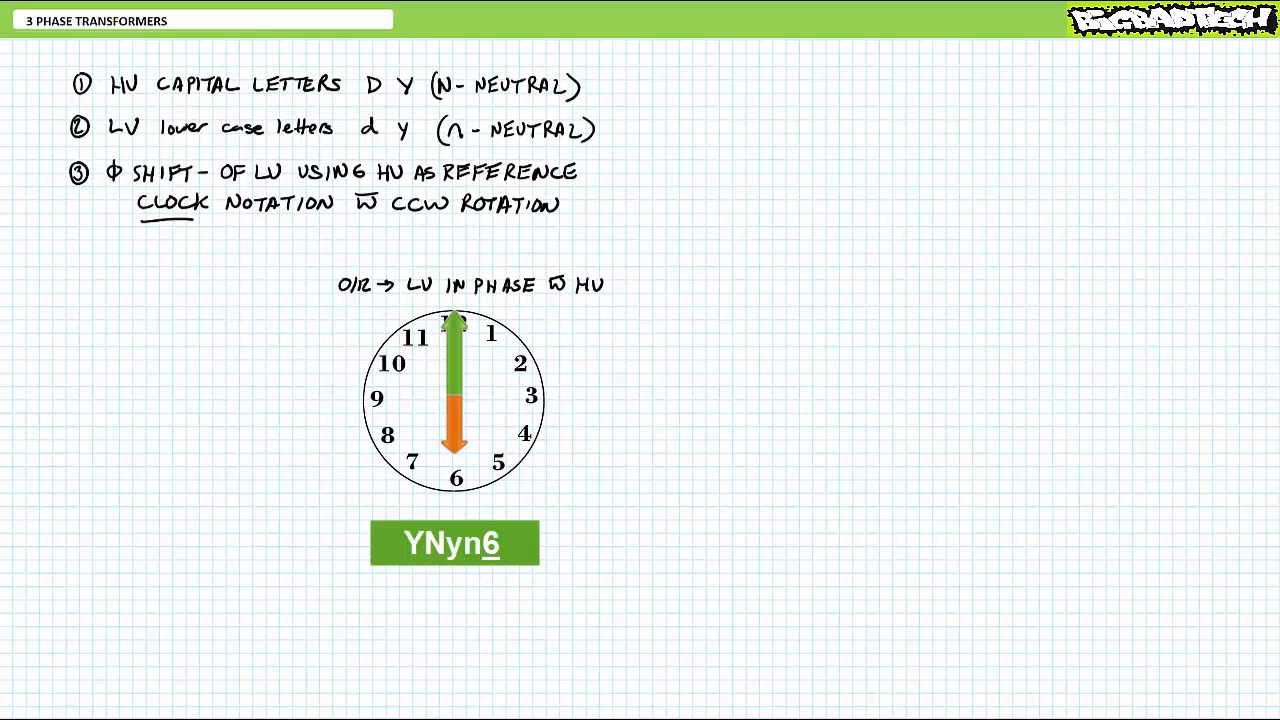 3 PHASE TRANSFORMERS
BIGBADTECH
① HV CAPITAL LETTERS D Y (N - NEUTRAL)
② LV lower case letters d y (n - NEUTRAL)
③ ϕ SHIFT - OF LV USING HV AS REFERENCE
CLOCK NOTATION w̅ CCW ROTATION
0/12 → LV IN PHASE w̅ HV
11
1
10
2
9
3
8
4
7
5
6
YNyn6